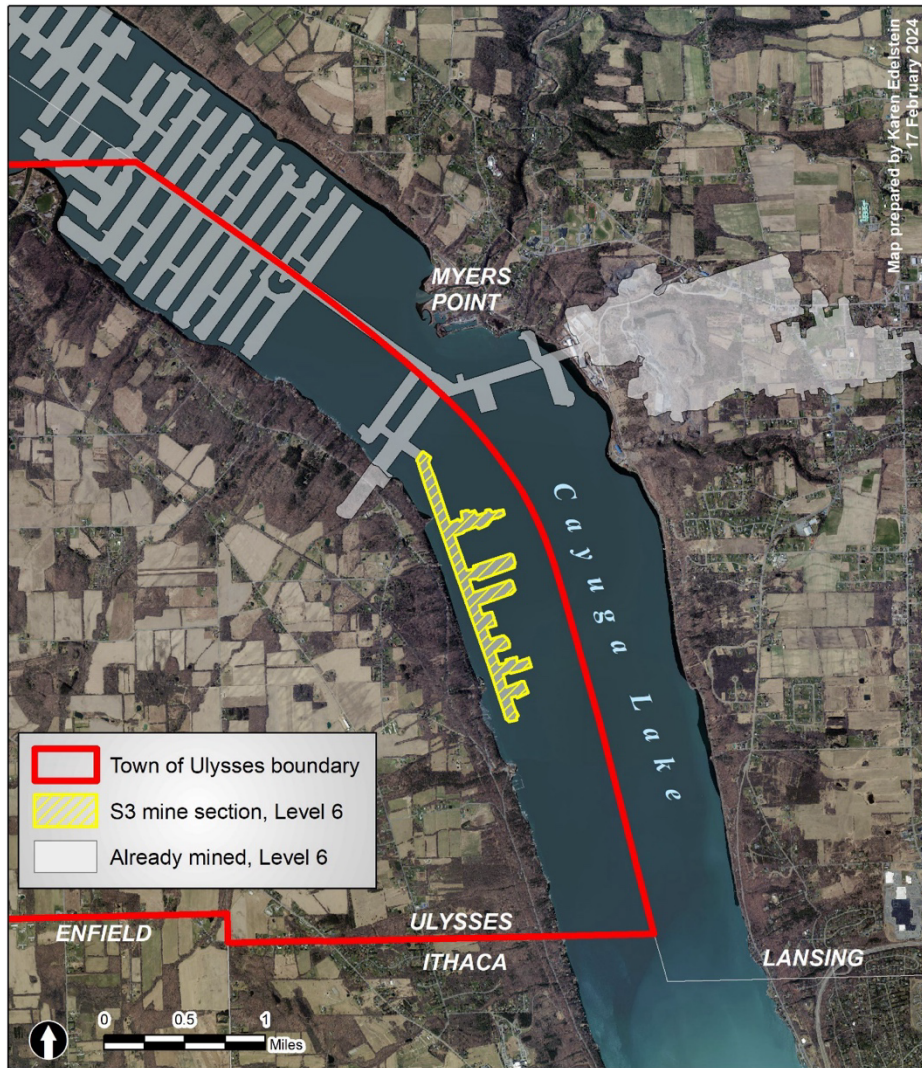 Map prepared by Karen Edelstein
17 February 2024
MYERS
POINT
Cayuga Lake
Town of Ulysses boundary
S3 mine section, Level 6
Already mined, Level 6
ENFIELD
ULYSSES
ITHACA
LANSING
0 0.5 1
Miles